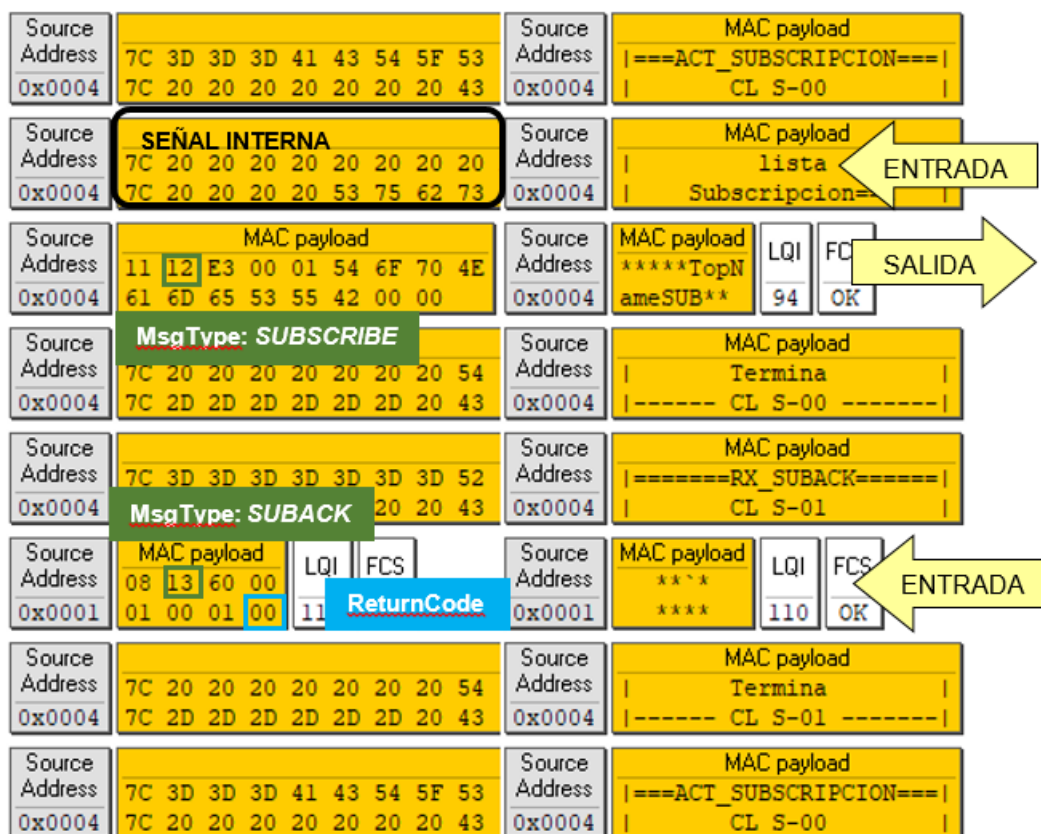 Source Address 0x0004
7C 3D 3D 3D 41 43 54 5F 53
7C 20 20 20 20 20 20 20 43
Source Address 0x0004
MAC payload
|===ACT_SUBSCRIPCION===|
| CL S-00 |
Source Address 0x0004
SEÑAL INTERNA
7C 20 20 20 20 20 20 20 20
7C 20 20 20 20 53 75 62 73
Source Address 0x0004
MAC payload
| lista
| Subscripcion= |
ENTRADA
Source Address 0x0004
MAC payload
11 12 E3 00 01 54 6F 70 4E
61 6D 65 53 55 42 00 00
Source Address 0x0004
MAC payload
*****TopN
ameSUB**
LQI
94
FC
OK
SALIDA
Source Address 0x0004
MsgType: SUBSCRIBE
7C 20 20 20 20 20 20 20 54
7C 2D 2D 2D 2D 2D 2D 20 43
Source Address 0x0004
MAC payload
| Termina |
|------ CL S-00 -------|
Source Address 0x0004
7C 3D 3D 3D 3D 3D 3D 3D 52
20 20 43
MsgType: SUBACK
Source Address 0x0004
MAC payload
|=======RX_SUBACK======|
| CL S-01 |
Source Address 0x0001
MAC payload
08 13 60 00
01 00 01 00
LQI
11
FCS
ReturnCode
Source Address 0x0001
MAC payload
**`*
****
LQI
110
FCS
OK
ENTRADA
Source Address 0x0004
7C 20 20 20 20 20 20 20 54
7C 2D 2D 2D 2D 2D 2D 20 43
Source Address 0x0004
MAC payload
| Termina |
|------ CL S-01 -------|
Source Address 0x0004
7C 3D 3D 3D 41 43 54 5F 53
7C 20 20 20 20 20 20 20 43
Source Address 0x0004
MAC payload
|===ACT_SUBSCRIPCION===|
| CL S-00 |